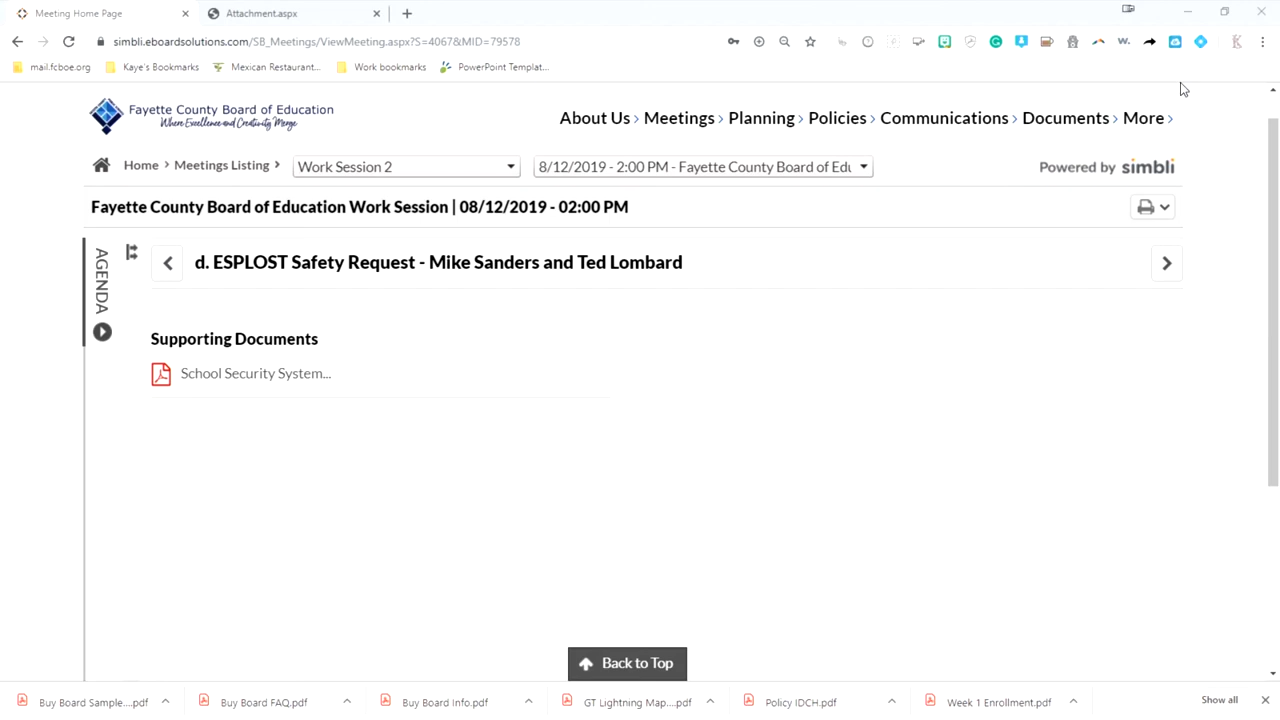 Meeting Home Page
Attachment.aspx
simbli.eboardsolutions.com/SB_Meetings/ViewMeeting.aspx?S=4067&MID=79578
mail.fcboe.org
Kaye's Bookmarks
Mexican Restaurant...
Work bookmarks
PowerPoint Templat...
Fayette County Board of Education
Where Excellence and Creativity Merge
About Us
Meetings
Planning
Policies
Communications
Documents
More
Home
Meetings Listing
Work Session 2
8/12/2019 - 2:00 PM - Fayette County Board of Edu
Powered by simbli
Fayette County Board of Education Work Session | 08/12/2019 - 02:00 PM
AGENDA
d. ESPLOST Safety Request - Mike Sanders and Ted Lombard
Supporting Documents
School Security System...
Back to Top
Buy Board Sample....pdf
Buy Board FAQ.pdf
Buy Board Info.pdf
GT Lightning Map....pdf
Policy IDCH.pdf
Week 1 Enrollment.pdf
Show all